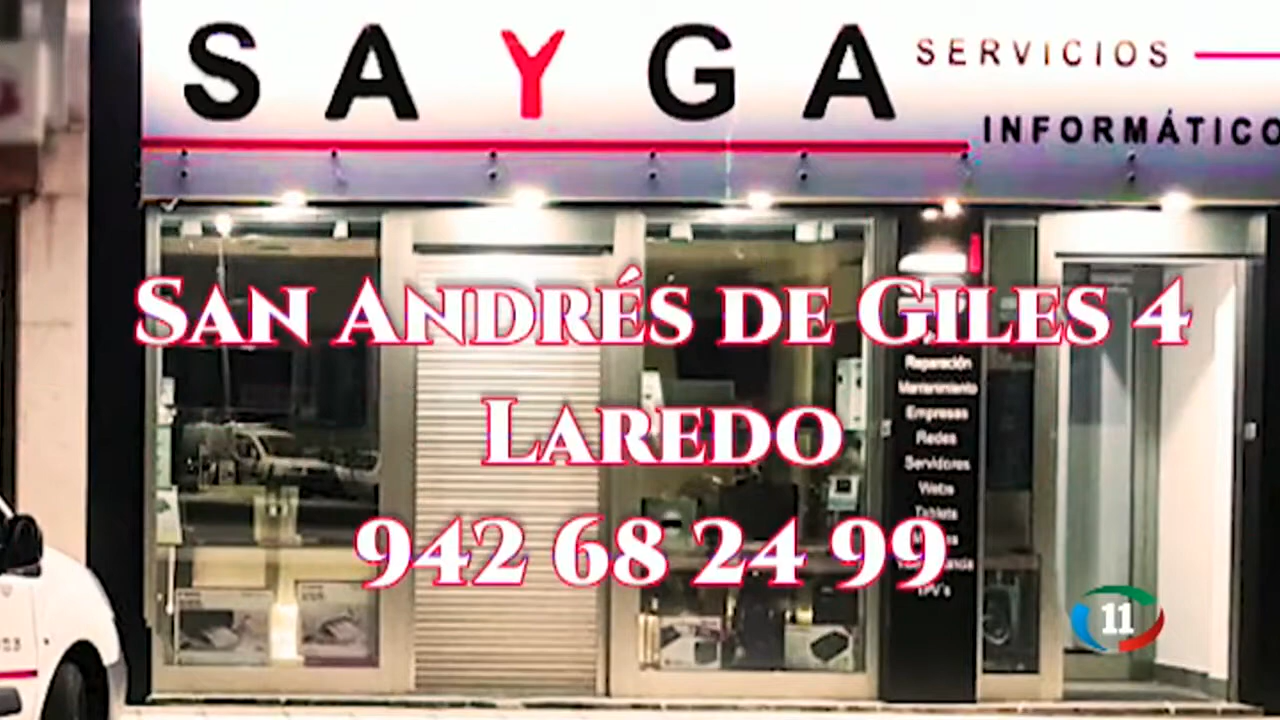 SAYGA SERVICIOS
INFORMÁTICO
SAN ANDRÉS DE GILES 4
Reparación
Mantenimiento
Empresas
LAREDO
Redes
Servidores
Webs
Tablets
942 68 24 99
TPV's
11